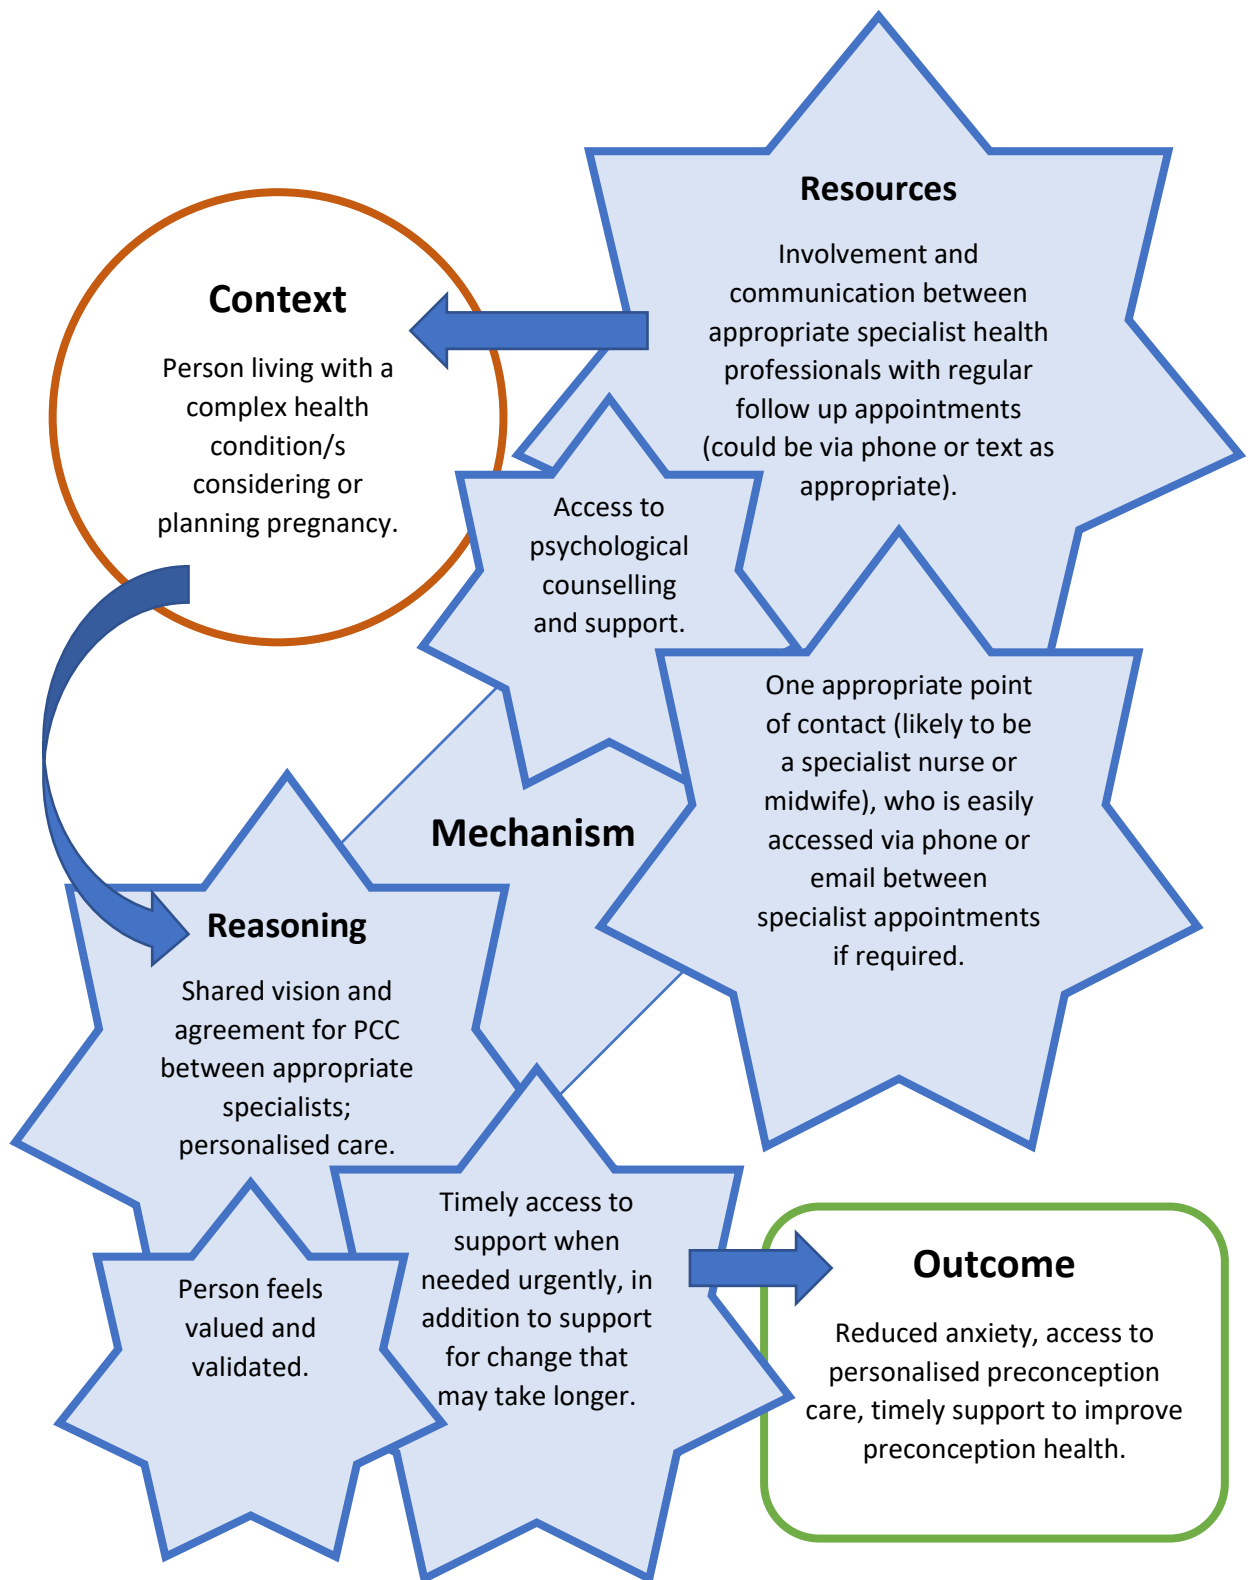 Resources
Involvement and
communication between
appropriate specialist health
professionals with regular
follow up appointments
(could be via phone or text as
appropriate).
Context
Person living with a
complex health
condition/s
considering or
planning pregnancy.
Access to
psychological
counselling
and support.
One appropriate point
of contact (likely to be
a specialist nurse or
midwife), who is easily
accessed via phone or
email between
specialist appointments
if required.
Mechanism
Reasoning
Shared vision and
agreement for PCC
between appropriate
specialists;
personalised care.
Person feels
valued and
validated.
Timely access to
support when
needed urgently, in
addition to support
for change that
may take longer.
Outcome
Reduced anxiety, access to
personalised preconception
care, timely support to improve
preconception health.